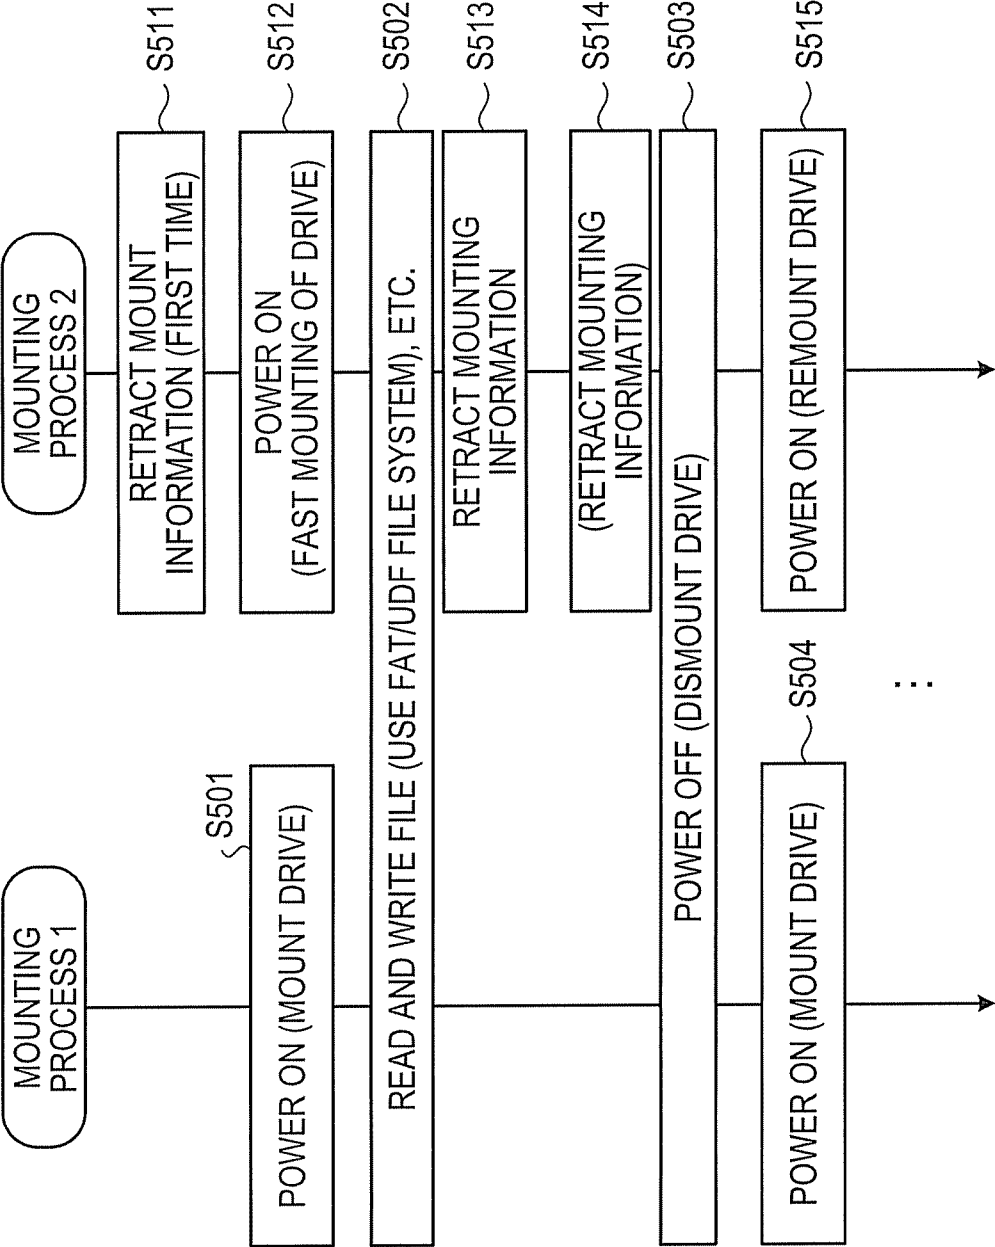 MOUNTING
PROCESS 1
MOUNTING
PROCESS 2
RETRACT MOUNT
INFORMATION (FIRST TIME)
S511
S501
POWER ON (MOUNT DRIVE)
POWER ON
(FAST MOUNTING OF DRIVE)
S512
READ AND WRITE FILE (USE FAT/UDF FILE SYSTEM), ETC.
S502
RETRACT MOUNTING
INFORMATION
S513
(RETRACT MOUNTING
INFORMATION)
S514
POWER OFF (DISMOUNT DRIVE)
S503
POWER ON (MOUNT DRIVE)
S504
POWER ON (REMOUNT DRIVE)
S515
...